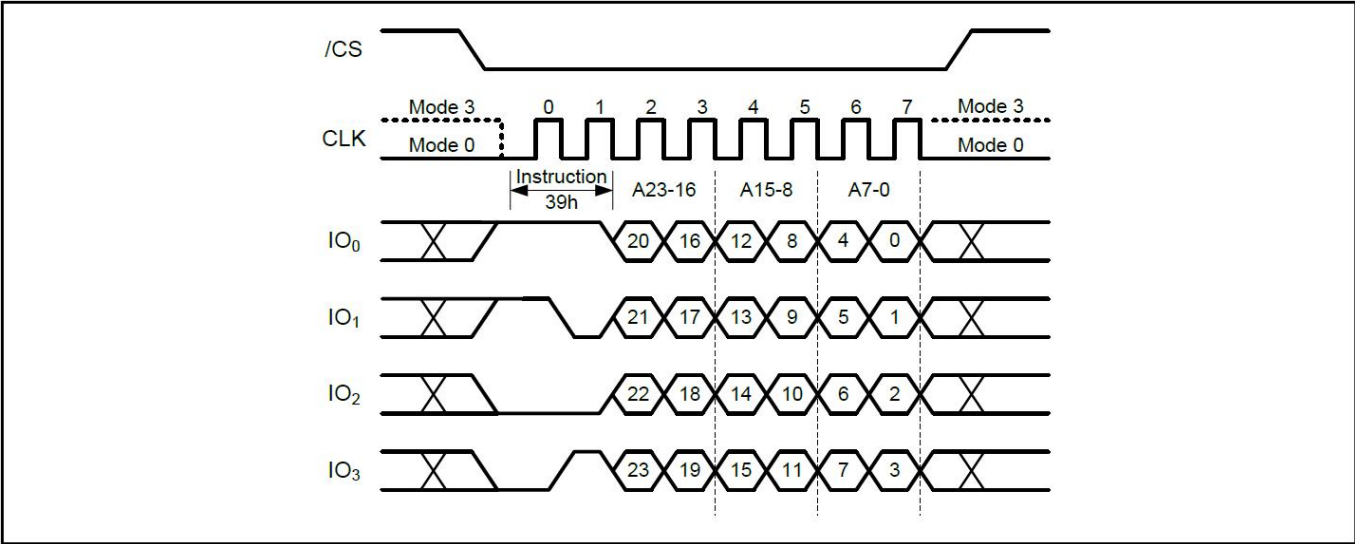 /CS
Mode 3 0 1 2 3 4 5 6 7 Mode 3
CLK
Mode 0 Mode 0
Instruction
39h
A23-16 A15-8 A7-0
IO0 20 16 12 8 4 0
IO1 21 17 13 9 5 1
IO2 22 18 14 10 6 2
IO3 23 19 15 11 7 3